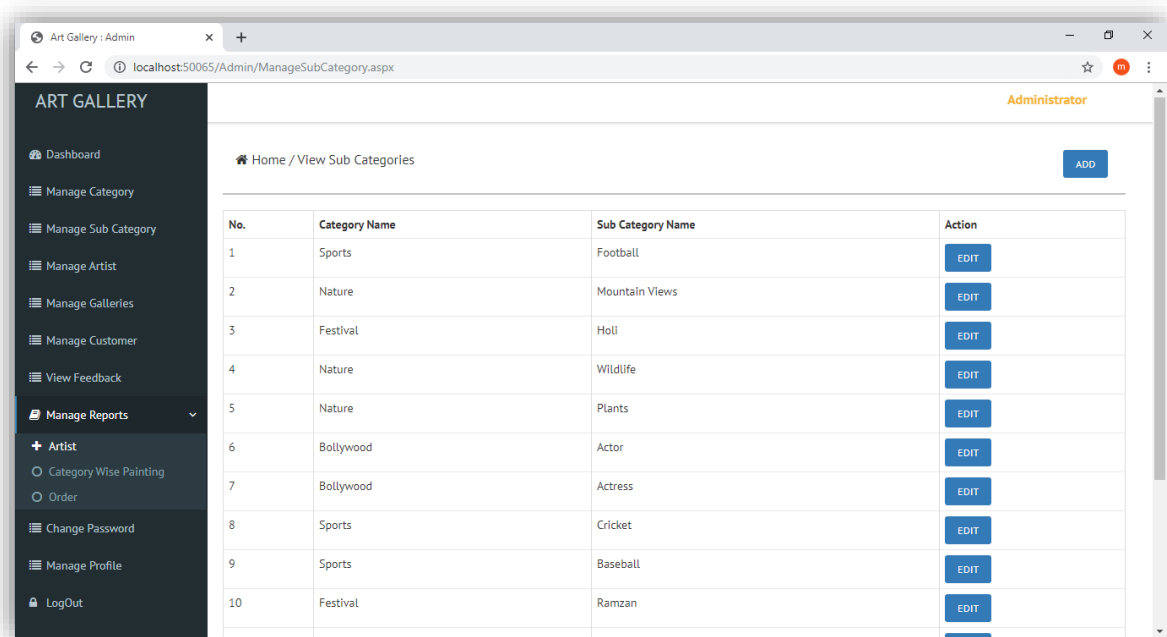 Art Gallery : Admin
localhost:50065/Admin/ManageSubCategory.aspx
m
ART GALLERY
Administrator
Dashboard
Manage Category
Manage Sub Category
Manage Artist
Manage Galleries
Manage Customer
View Feedback
Manage Reports
Artist
Category Wise Painting
Order
Change Password
Manage Profile
LogOut
Home / View Sub Categories
ADD
No. Category Name Sub Category Name Action
1 Sports Football EDIT
2 Nature Mountain Views EDIT
3 Festival Holi EDIT
4 Nature Wildlife EDIT
5 Nature Plants EDIT
6 Bollywood Actor EDIT
7 Bollywood Actress EDIT
8 Sports Cricket EDIT
9 Sports Baseball EDIT
10 Festival Ramzan EDIT